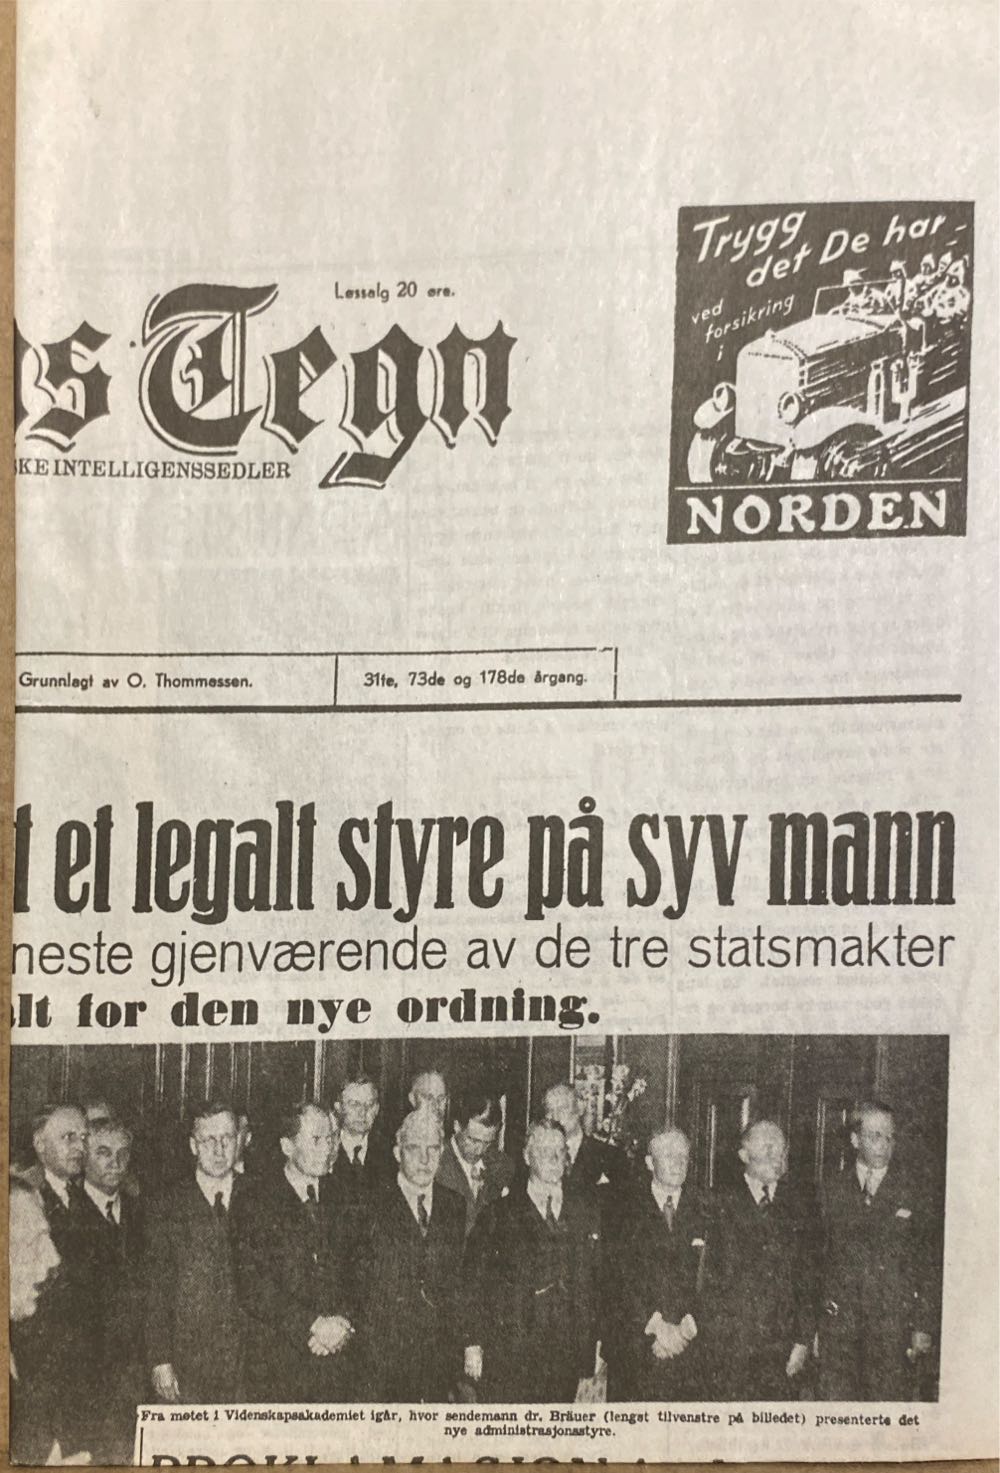 Trygg
det De har
ved
forsikring
i
NORDEN
Løssalg 20 øre.
s Tegn
KE INTELLIGENSSEDLER
Grunnlagt av O. Thommessen.
31te, 73de og 178de årgang.
t et legalt styre på syv mann
neste gjenværende av de tre statsmakter
lt for den nye ordning.
Fra møtet i Videnskapsakademiet igår, hvor sendemann dr. Bräuer (lengst tilvenstre på billedet) presenterte det
nye administrasjonsstyre.